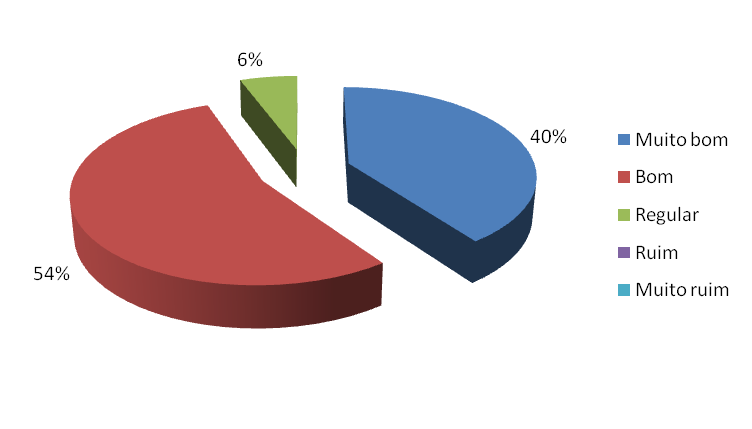 6%
40%
54%
Muito bom
Bom
Regular
Ruim
Muito ruim